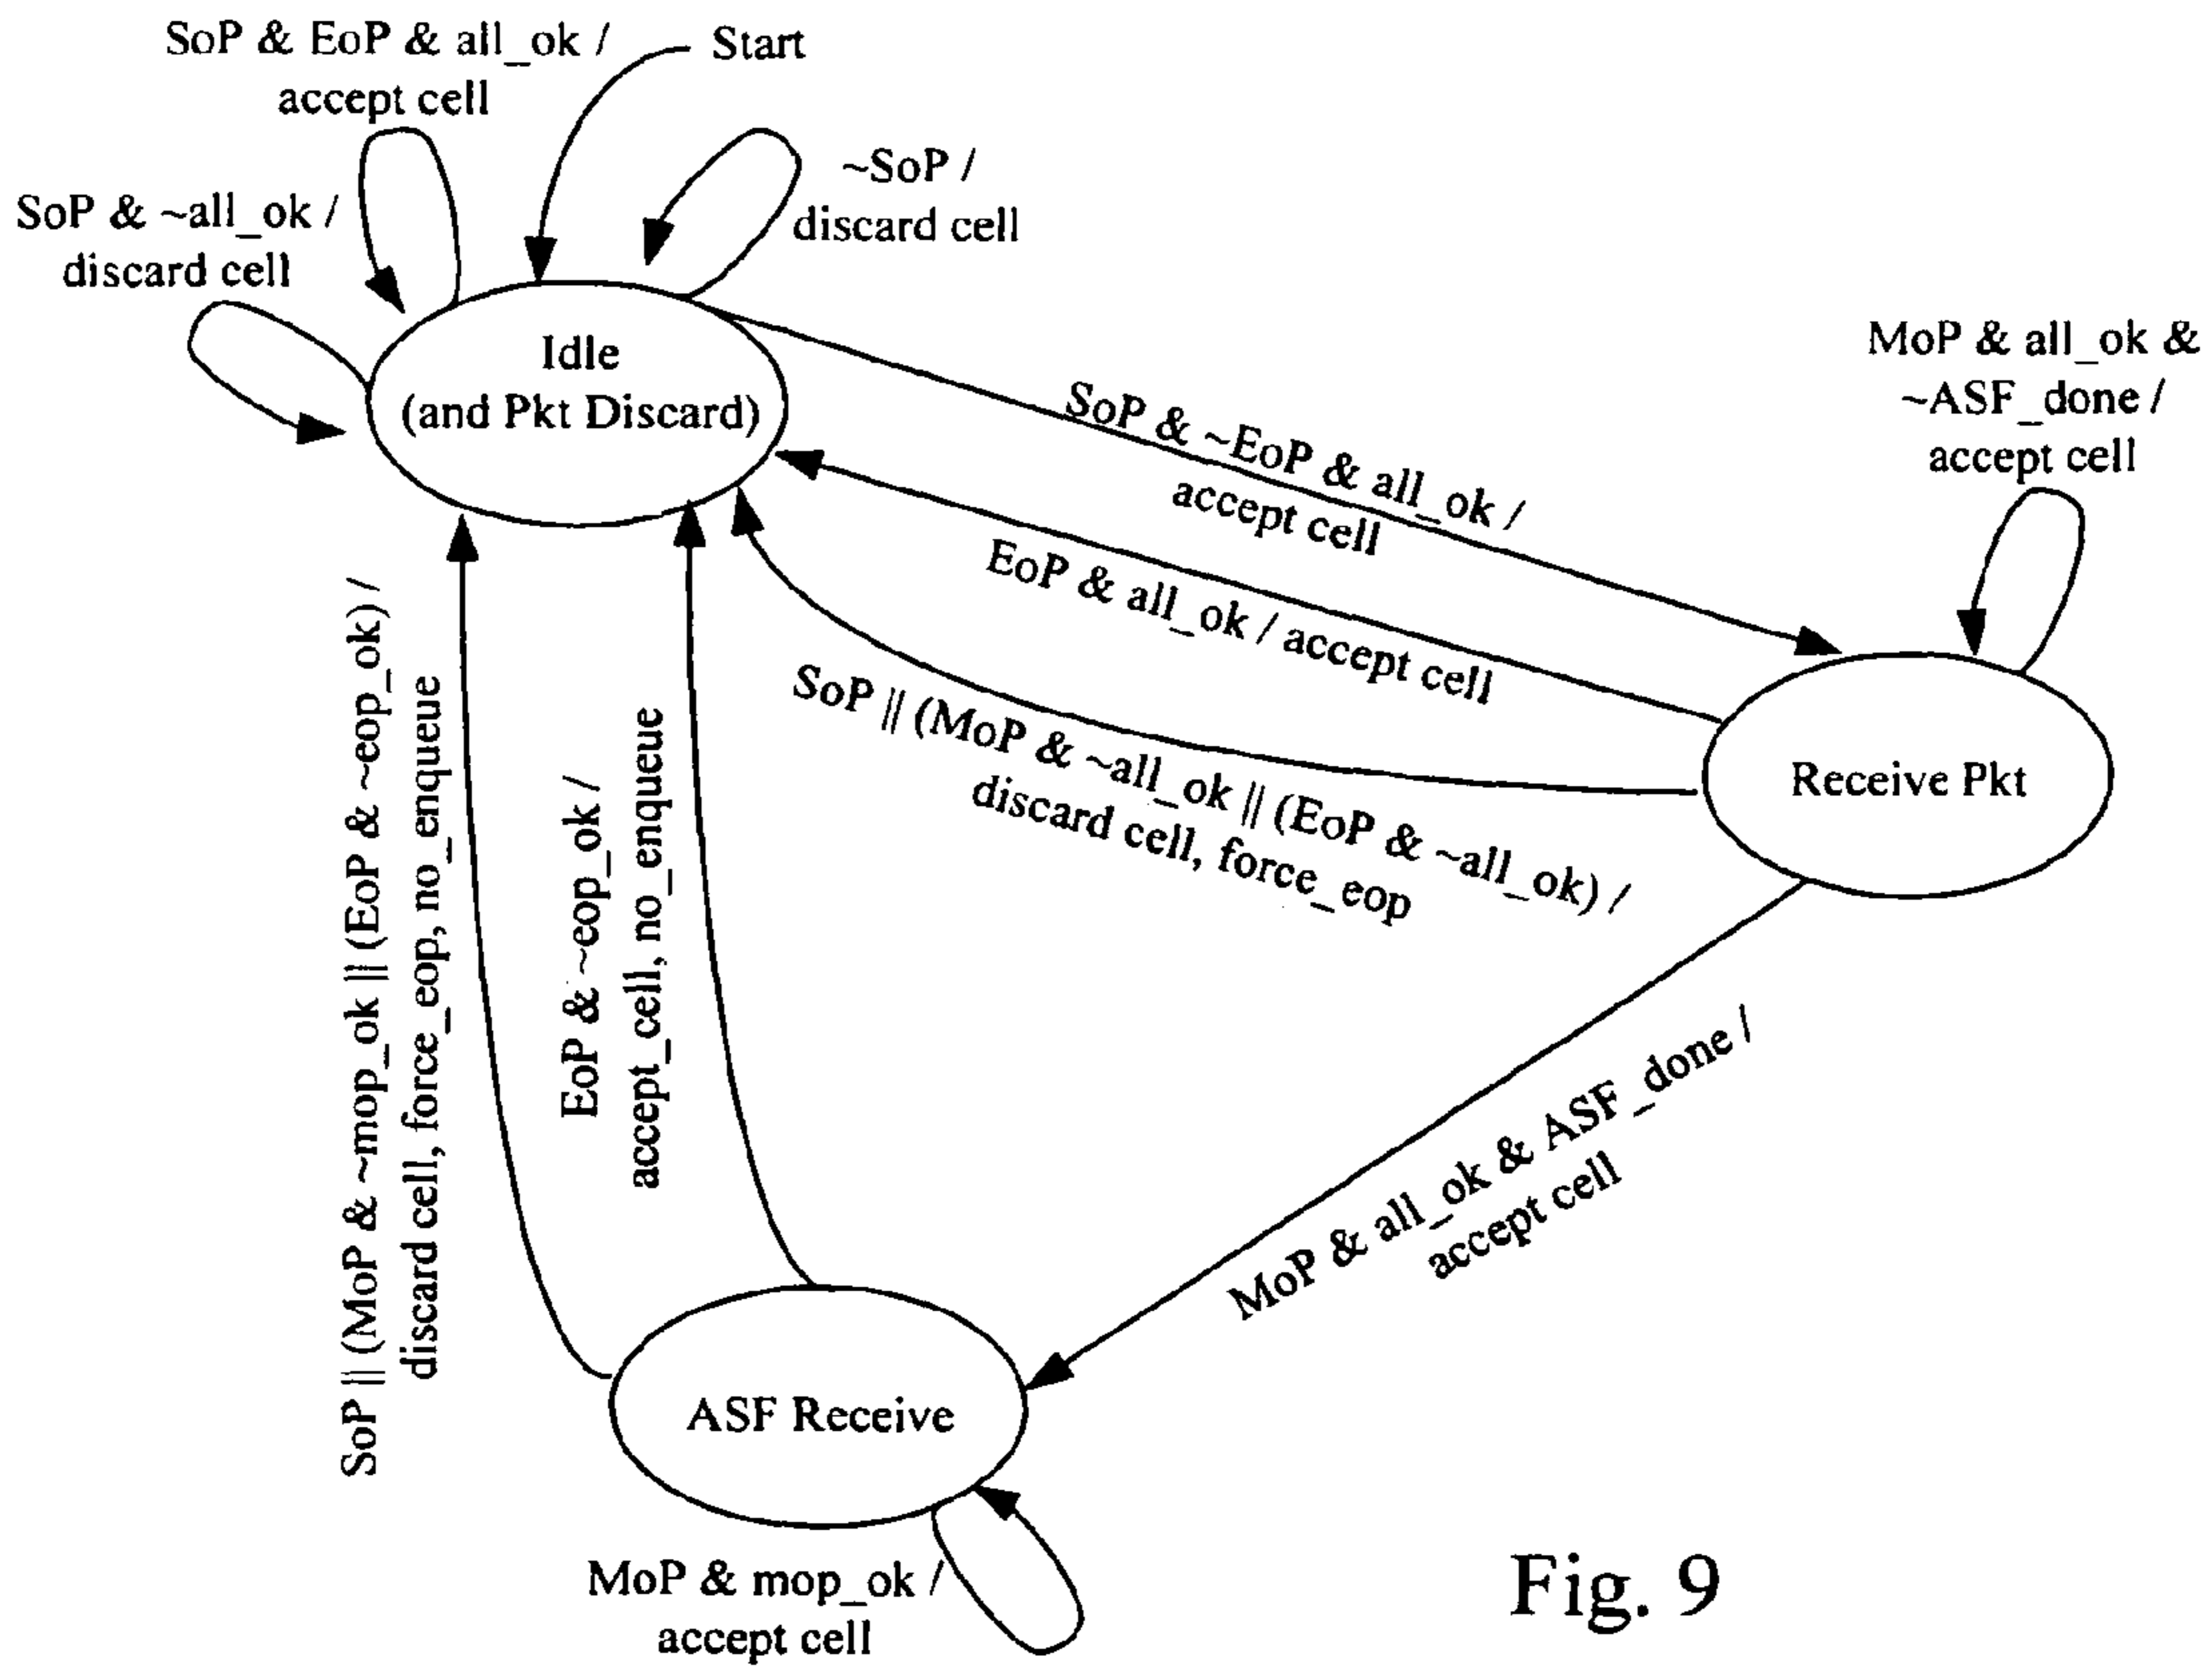 SoP & EoP & all_ok /
accept cell
Start
~SoP /
discard cell
SoP & ~all_ok /
discard cell
Idle
(and Pkt Discard)
MoP & all_ok &
~ASF_done /
accept cell
SoP & ~EoP & all_ok /
accept cell
EoP & all_ok / accept cell
SoP || (MoP & ~all_ok || (EoP & ~all_ok) /
discard cell, force_eop
Receive Pkt
SoP || (MoP & ~mop_ok || (EoP & ~eop_ok) /
discard cell, force_eop, no_enqueue
EoP & ~eop_ok /
accept_cell, no_enqueue
MoP & all_ok & ASF_done /
accept cell
ASF Receive
MoP & mop_ok /
accept cell
Fig. 9